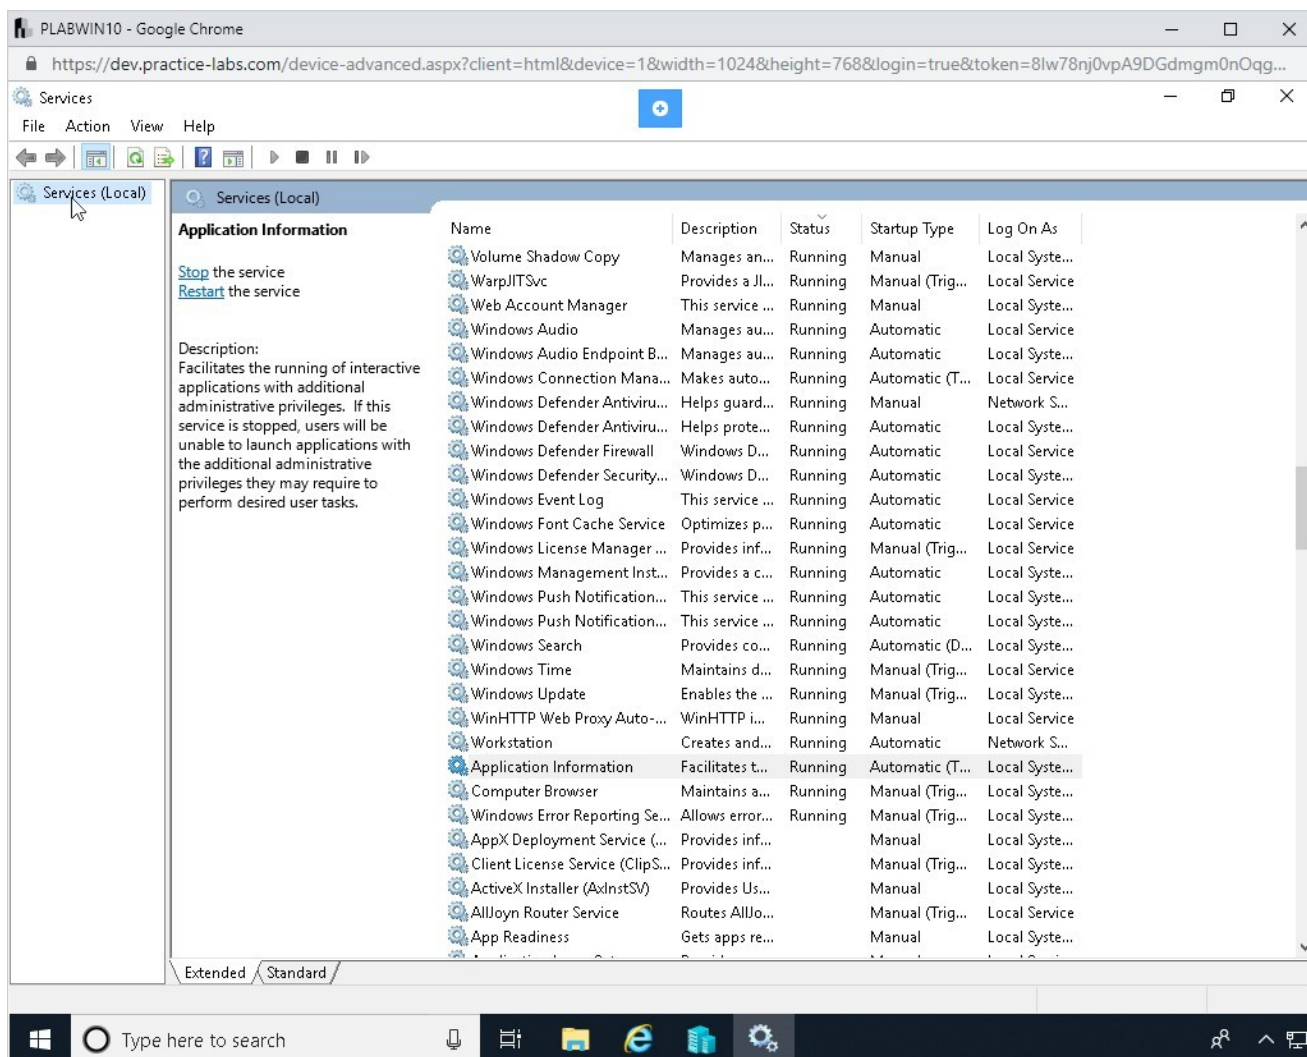 PLABWIN10 - Google Chrome
https://dev.practice-labs.com/device-advanced.aspx?client=html&device=1&width=1024&height=768&login=true&token=8lw78nj0vpA9DGdmgm0nOqg...
Services
File Action View Help
Services (Local)
Services (Local)
Application Information
Stop the service
Restart the service
Description:
Facilitates the running of interactive
applications with additional
administrative privileges. If this
service is stopped, users will be
unable to launch applications with
the additional administrative
privileges they may require to
perform desired user tasks.
Name Description Status Startup Type Log On As
Volume Shadow Copy Manages an... Running Manual Local Syste...
WarpJITSvc Provides a JI... Running Manual (Trig... Local Service
Web Account Manager This service ... Running Manual Local Syste...
Windows Audio Manages au... Running Automatic Local Service
Windows Audio Endpoint B... Manages au... Running Automatic Local Syste...
Windows Connection Mana... Makes auto... Running Automatic (T... Local Service
Windows Defender Antiviru... Helps guard... Running Manual Network S...
Windows Defender Antiviru... Helps prote... Running Automatic Local Syste...
Windows Defender Firewall Windows D... Running Automatic Local Service
Windows Defender Security... Windows D... Running Automatic Local Syste...
Windows Event Log This service ... Running Automatic Local Service
Windows Font Cache Service Optimizes p... Running Automatic Local Service
Windows License Manager ... Provides inf... Running Manual (Trig... Local Service
Windows Management Inst... Provides a c... Running Automatic Local Syste...
Windows Push Notification... This service ... Running Automatic Local Syste...
Windows Push Notification... This service ... Running Automatic Local Syste...
Windows Search Provides co... Running Automatic (D... Local Syste...
Windows Time Maintains d... Running Manual (Trig... Local Service
Windows Update Enables the ... Running Manual (Trig... Local Syste...
WinHTTP Web Proxy Auto-... WinHTTP i... Running Manual Local Service
Workstation Creates and... Running Automatic Network S...
Application Information Facilitates t... Running Automatic (T... Local Syste...
Computer Browser Maintains a... Running Manual (Trig... Local Syste...
Windows Error Reporting Se... Allows error... Running Manual (Trig... Local Syste...
AppX Deployment Service (... Provides inf... Manual Local Syste...
Client License Service (ClipS... Provides inf... Manual (Trig... Local Syste...
ActiveX Installer (AxInstSV) Provides Us... Manual Local Syste...
AllJoyn Router Service Routes AllJo... Manual (Trig... Local Service
App Readiness Gets apps re... Manual Local Syste...
Extended Standard
Type here to search